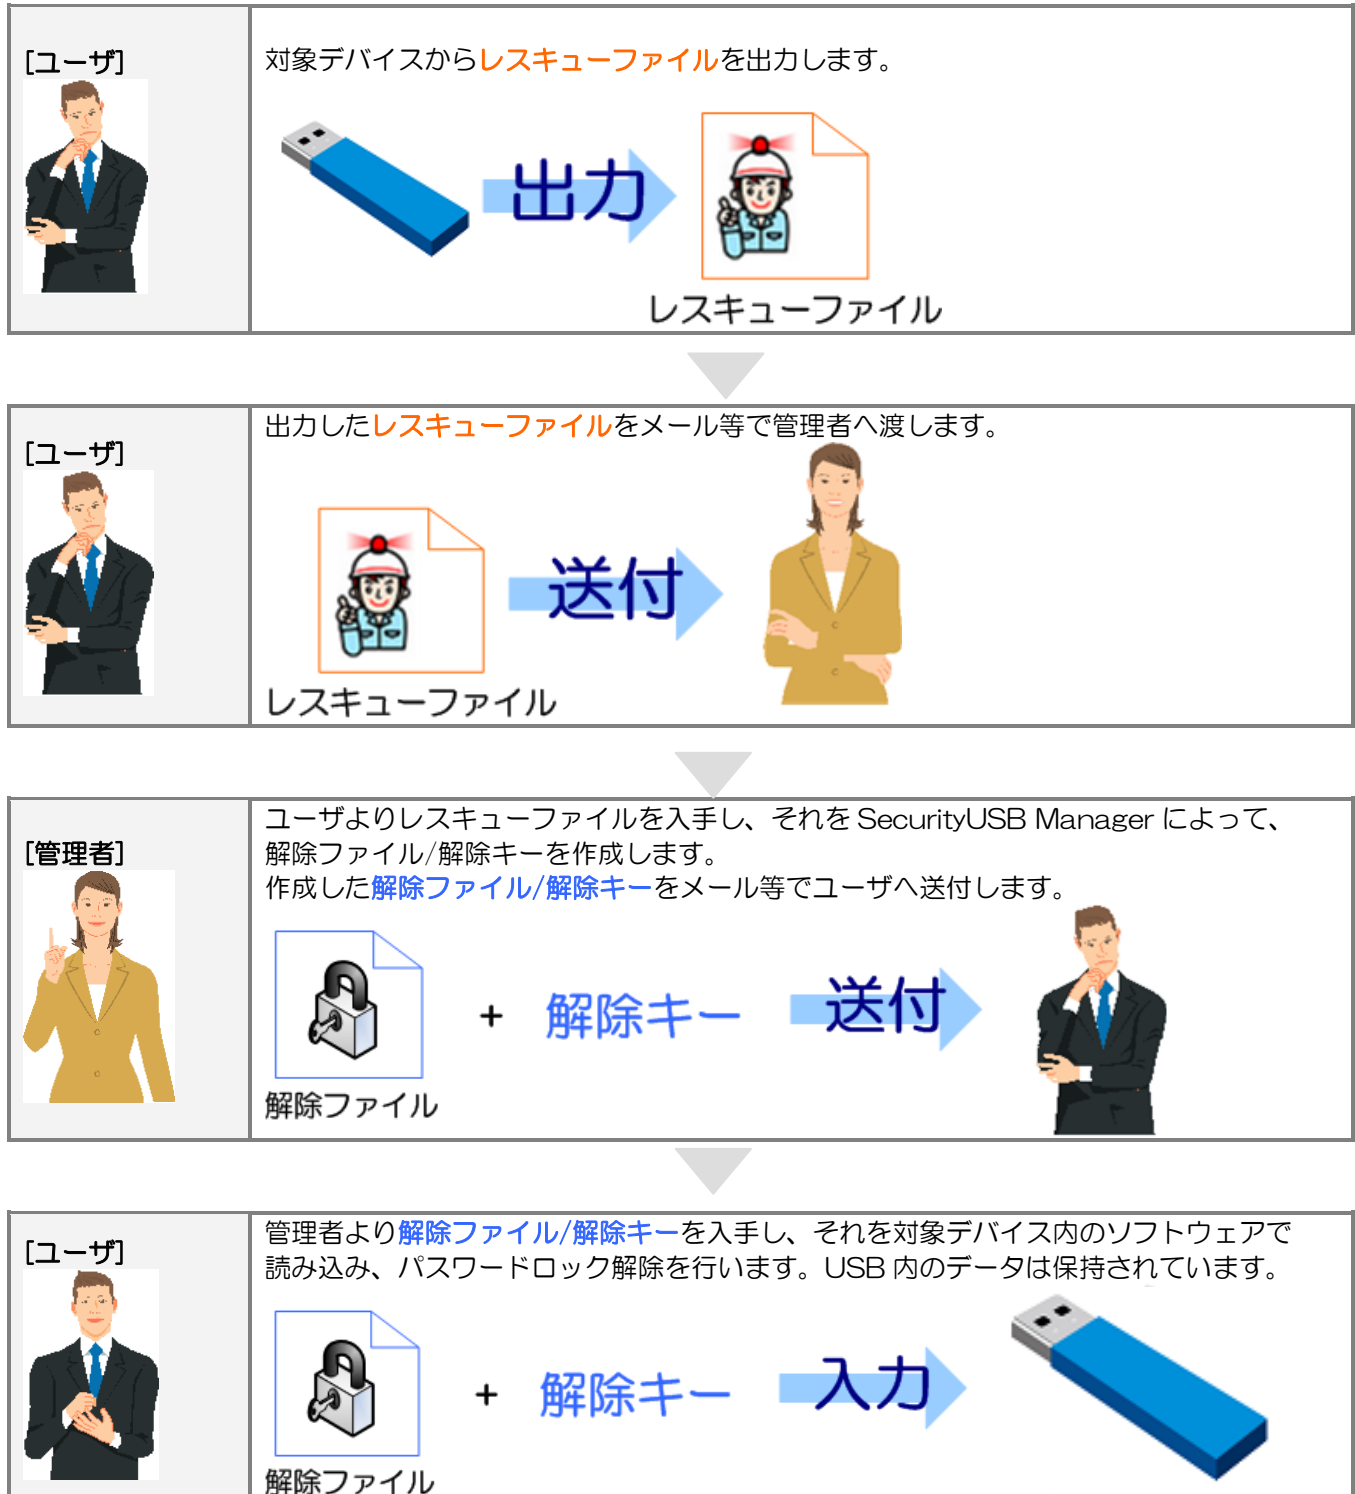 [ユーザ]
対象デバイスからレスキューファイルを出力します。
出力
レスキューファイル
[ユーザ]
出力したレスキューファイルをメール等で管理者へ渡します。
送付
レスキューファイル
[管理者]
ユーザよりレスキューファイルを入手し、それを SecurityUSB Manager によって、
解除ファイル/解除キーを作成します。
作成した解除ファイル/解除キーをメール等でユーザへ送付します。
+ 解除キー 送付
解除ファイル
[ユーザ]
管理者より解除ファイル/解除キーを入手し、それを対象デバイス内のソフトウェアで
読み込み、パスワードロック解除を行います。USB 内のデータは保持されています。
+ 解除キー 入力
解除ファイル